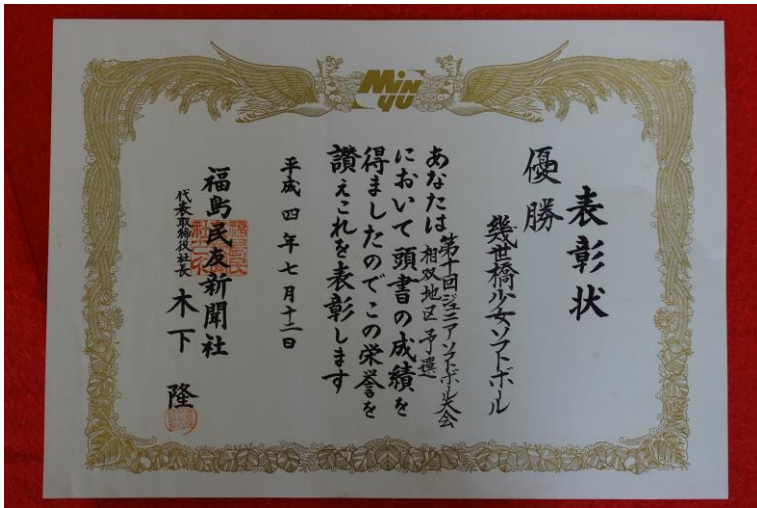 MiN
YU
表彰状
優勝
幾世橋少女ソフトボール
あなたは第十回ジュニアソフトボール大会
相双地区予選
において頭書の成績を
得ましたのでこの栄誉を
讃えこれを表彰します
平成四年七月十二日
福島民友新聞社
代表取締役社長
木下隆